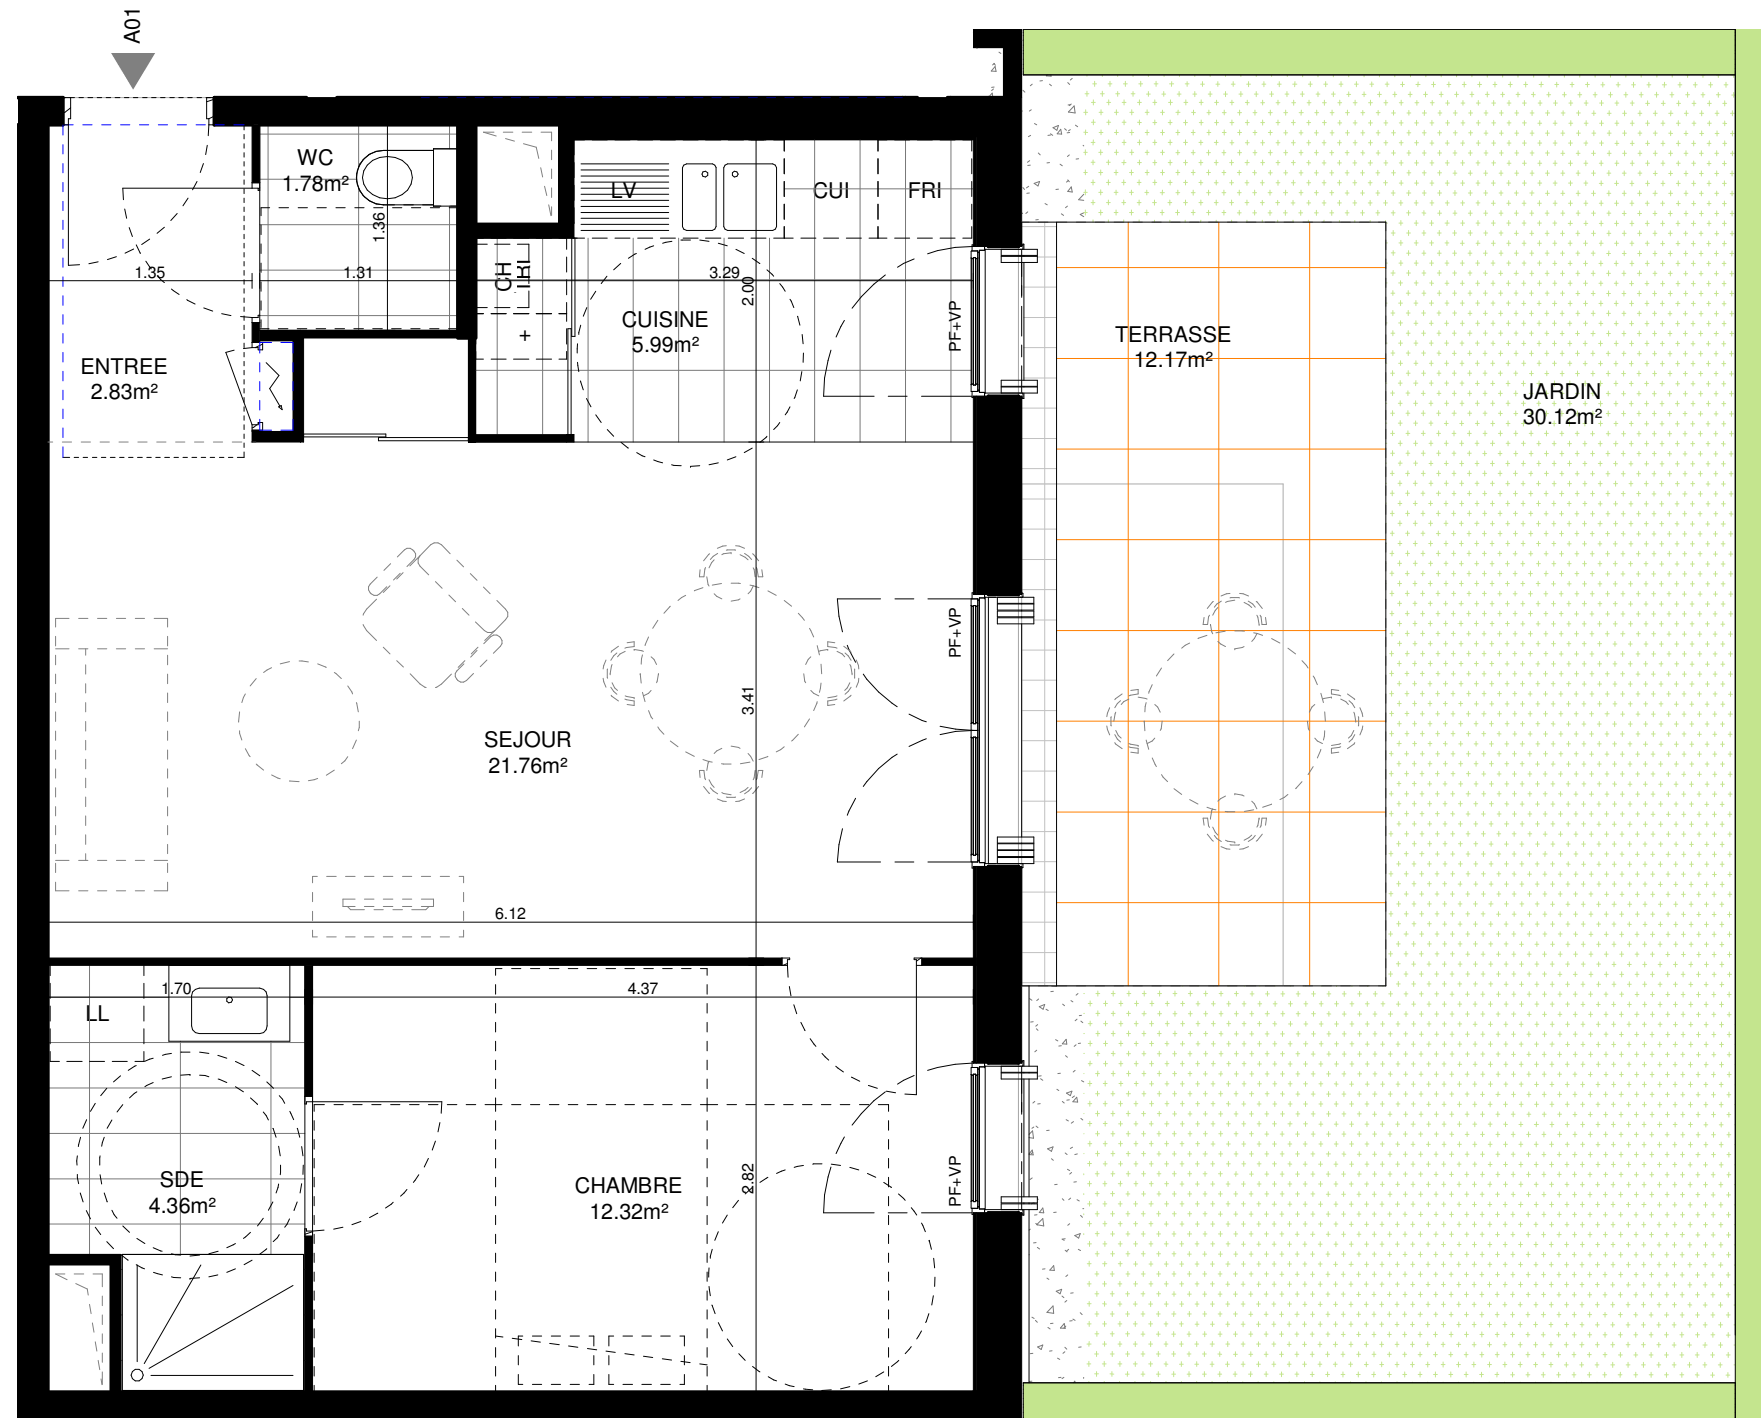 A01
WC
1.78m²
1.36
1.35
1.31
LV
CUI
FRI
CH
TRI
+
3.29
2.00
CUISINE
5.99m²
PF+VP
ENTREE
2.83m²
TERRASSE
12.17m²
JARDIN
30.12m²
PF+VP
3.41
SEJOUR
21.76m²
6.12
1.70
4.37
LL
SDE
4.36m²
CHAMBRE
12.32m²
2.82
PF+VP